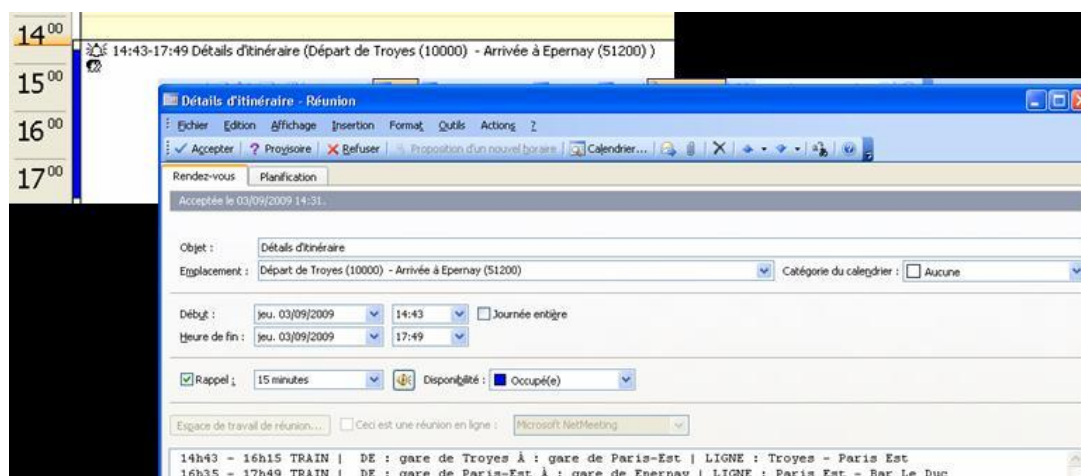 14 00
14:43-17:49 Détails d'itinéraire (Départ de Troyes (10000) - Arrivée à Epernay (51200) )
15 00
16 00
17 00
Détails d'itinéraire - Réunion
Fichier Edition Affichage Insertion Format Outils Actions ?
Accepter ? Provisoire Refuser Proposition d'un nouvel horaire Calendrier...
Rendez-vous Planification
Acceptée le 03/09/2009 14:31.
Objet : Détails d'itinéraire
Emplacement : Départ de Troyes (10000) - Arrivée à Epernay (51200) Catégorie du calendrier : Aucune
Début : jeu. 03/09/2009 14:43 Journée entière
Heure de fin : jeu. 03/09/2009 17:49
Rappel : 15 minutes Disponibilité : Occupé(e)
Espace de travail de réunion... Ceci est une réunion en ligne : Microsoft NetMeeting
14h43 - 16h15 TRAIN | DE : gare de Troyes À : gare de Paris-Est | LIGNE : Troyes - Paris Est
16h35 - 17h49 TRAIN | DE : gare de Paris-Est À : gare de Epernay | LIGNE : Paris Est - Bar Le Duc